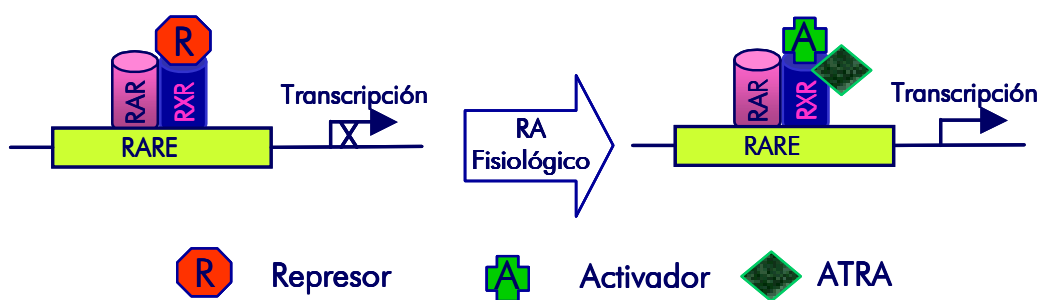 R
RAR
RXR
Transcripción
X
RARE
RA
Fisiológico
A
RAR
RXR
Transcripción
RARE
R Represor
A Activador
ATRA